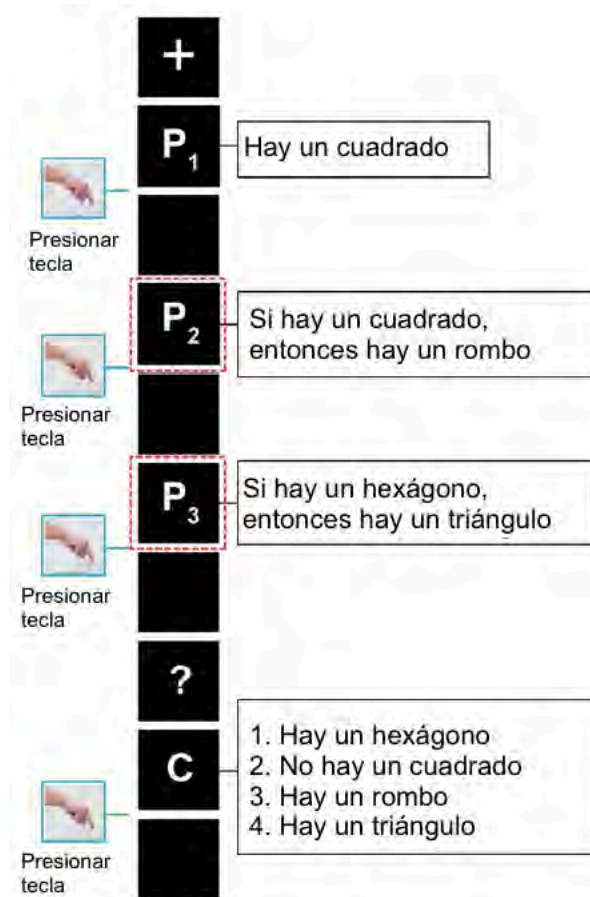 +
P1
Hay un cuadrado
Presionar
tecla
P2
Si hay un cuadrado,
entonces hay un rombo
Presionar
tecla
P3
Si hay un hexágono,
entonces hay un triángulo
Presionar
tecla
?
C
1. Hay un hexágono
2. No hay un cuadrado
3. Hay un rombo
4. Hay un triángulo
Presionar
tecla